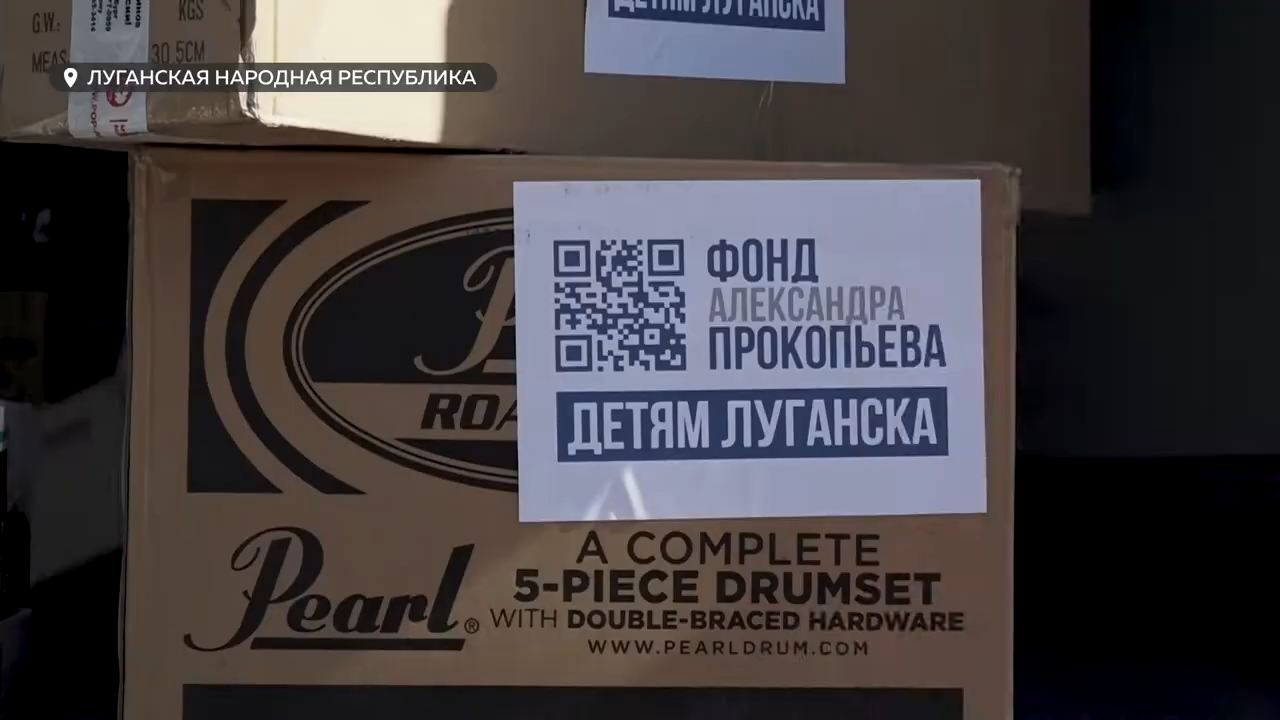 G.W.:
KGS
MEAS
30.5CM
ДЕТЯМ ЛУГАНСКА
ЛУГАНСКАЯ НАРОДНАЯ РЕСПУБЛИКА
ФОНД
АЛЕКСАНДРА
ПРОКОПЬЕВА
ДЕТЯМ ЛУГАНСКА
Pearl®
A COMPLETE
5-PIECE DRUMSET
WITH DOUBLE-BRACED HARDWARE
WWW.PEARLDRUM.COM